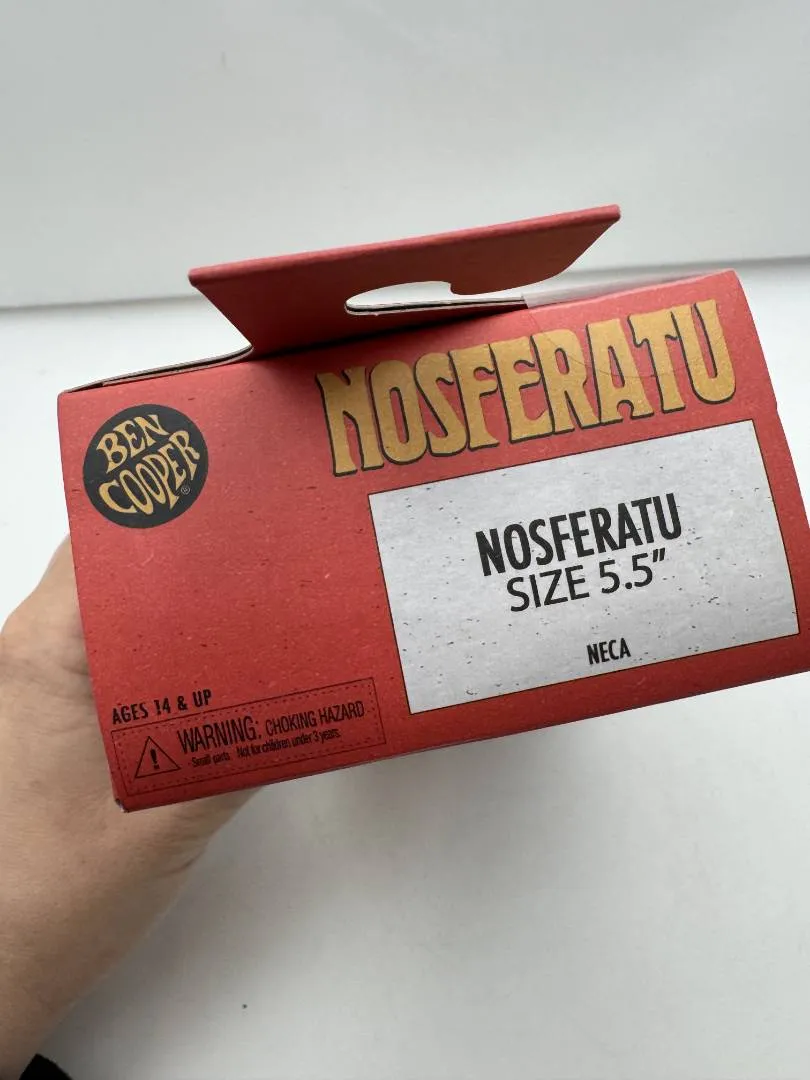 BEN
COOPER®
NOSFERATU
NOSFERATU
SIZE 5.5"
NECA
AGES 14 & UP
WARNING: CHOKING HAZARD
Small parts Not for children under 3 years.